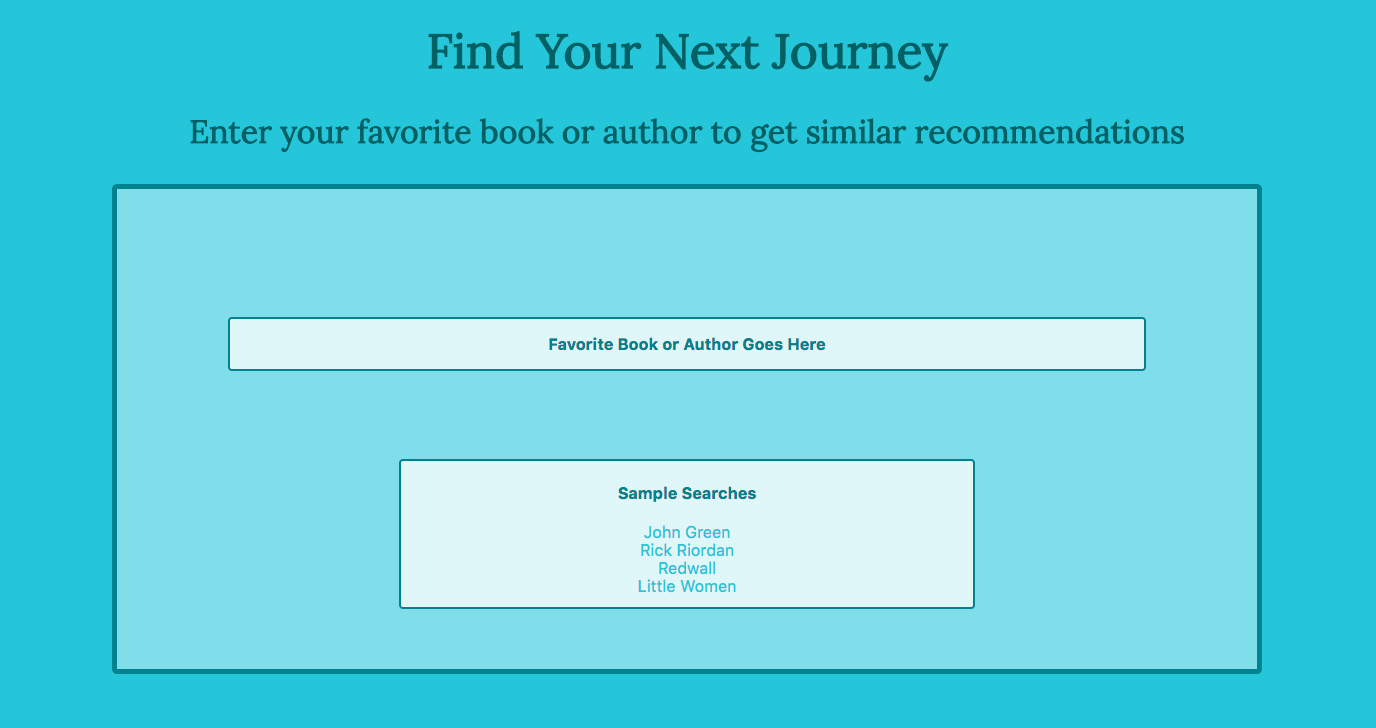 Find Your Next Journey
Enter your favorite book or author to get similar recommendations
Favorite Book or Author Goes Here
Sample Searches
John Green
Rick Riordan
Redwall
Little Women